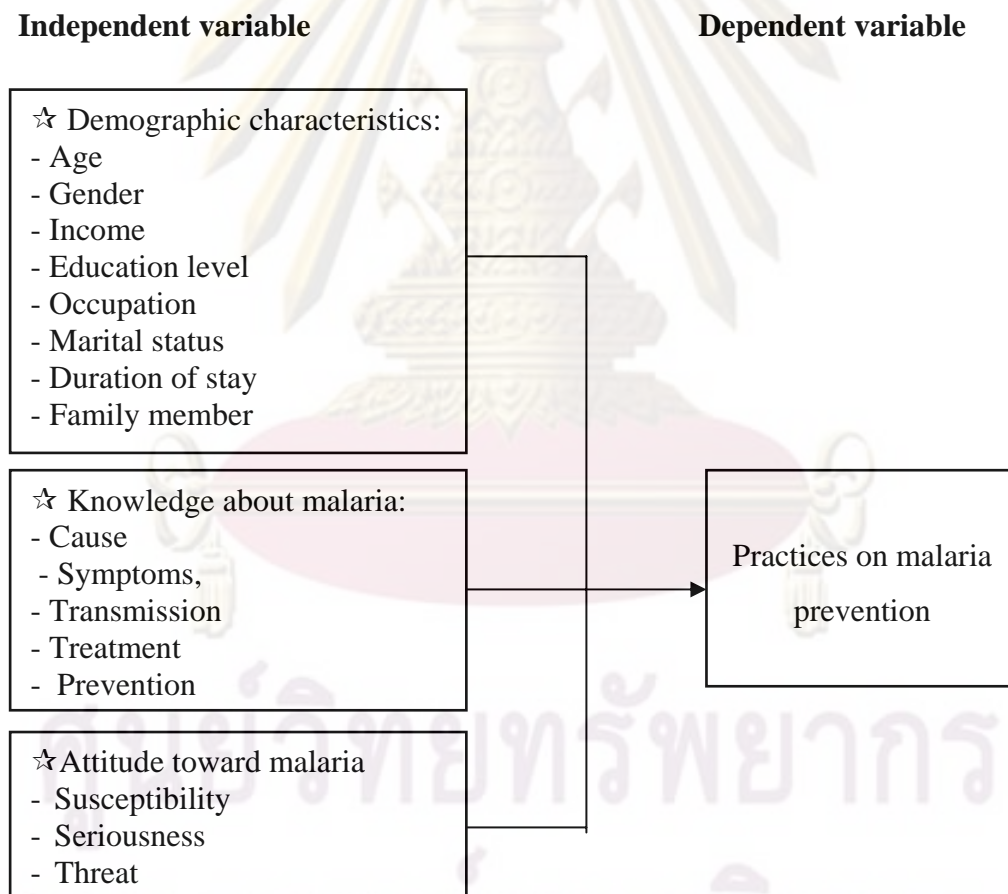 Independent variable
Dependent variable
☆ Demographic characteristics:
- Age
- Gender
- Income
- Education level
- Occupation
- Marital status
- Duration of stay
- Family member
☆ Knowledge about malaria:
- Cause
- Symptoms,
- Transmission
- Treatment
- Prevention
Practices on malaria
prevention
☆Attitude toward malaria
- Susceptibility
- Seriousness
- Threat
ศูนย์วิทยทรัพยากร